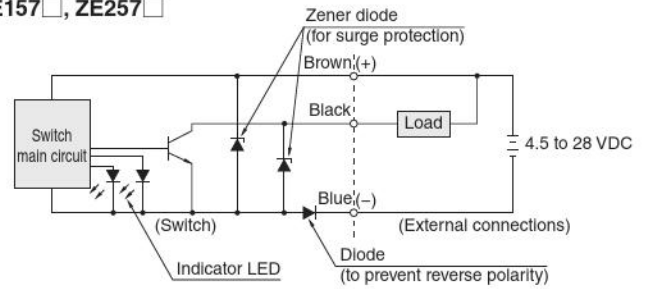 E157□, ZE257□
Zener diode
(for surge protection)
Brown (+)
Black
Load
Switch
main circuit
4.5 to 28 VDC
Blue (–)
(Switch)
(External connections)
Indicator LED
Diode
(to prevent reverse polarity)